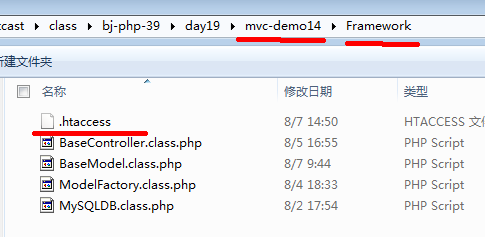 tcast ▸ class ▸ bj-php-39 ▸ day19 ▸ mvc-demo14 ▸ Framework
新建文件夹
名称 修改日期 类型
.htaccess 8/7 14:50 HTACCESS 文件
BaseController.class.php 8/5 16:55 PHP Script
BaseModel.class.php 8/7 9:44 PHP Script
ModelFactory.class.php 8/4 18:33 PHP Script
MySQLDB.class.php 8/2 17:54 PHP Script